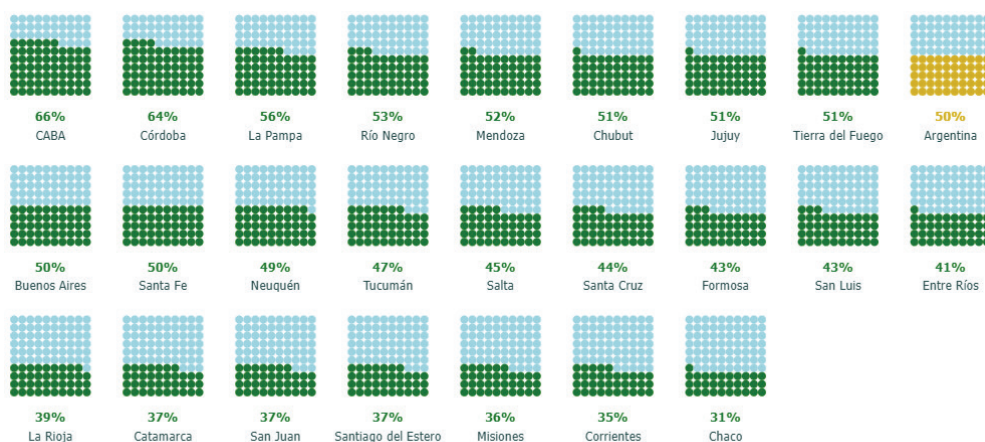 66% 64% 56% 53% 52% 51% 51% 51% 50%
CABA Córdoba La Pampa Río Negro Mendoza Chubut Jujuy Tierra del Fuego Argentina
50% 50% 49% 47% 45% 44% 43% 43% 41%
Buenos Aires Santa Fe Neuquén Tucumán Salta Santa Cruz Formosa San Luis Entre Ríos
39% 37% 37% 37% 36% 35% 31%
La Rioja Catamarca San Juan Santiago del Estero Misiones Corrientes Chaco